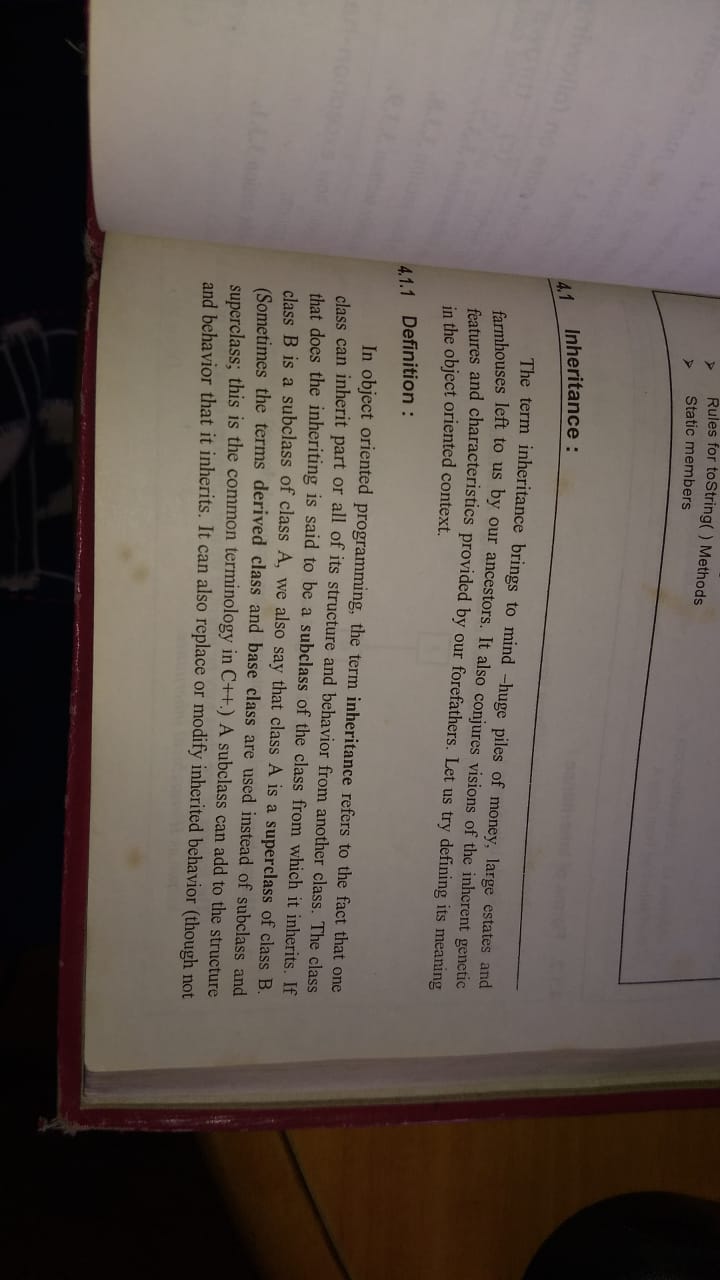 ➢ Rules for toString( ) Methods
➢ Static members
4.1 Inheritance :
The term inheritance brings to mind –huge piles of money, large estates and
farmhouses left to us by our ancestors. It also conjures visions of the inherent genetic
features and characteristics provided by our forefathers. Let us try defining its meaning
in the object oriented context.
4.1.1 Definition :
In object oriented programming, the term inheritance refers to the fact that one
class can inherit part or all of its structure and behavior from another class. The class
that does the inheriting is said to be a subclass of the class from which it inherits. If
class B is a subclass of class A, we also say that class A is a superclass of class B.
(Sometimes the terms derived class and base class are used instead of subclass and
superclass; this is the common terminology in C++.) A subclass can add to the structure
and behavior that it inherits. It can also replace or modify inherited behavior (though not